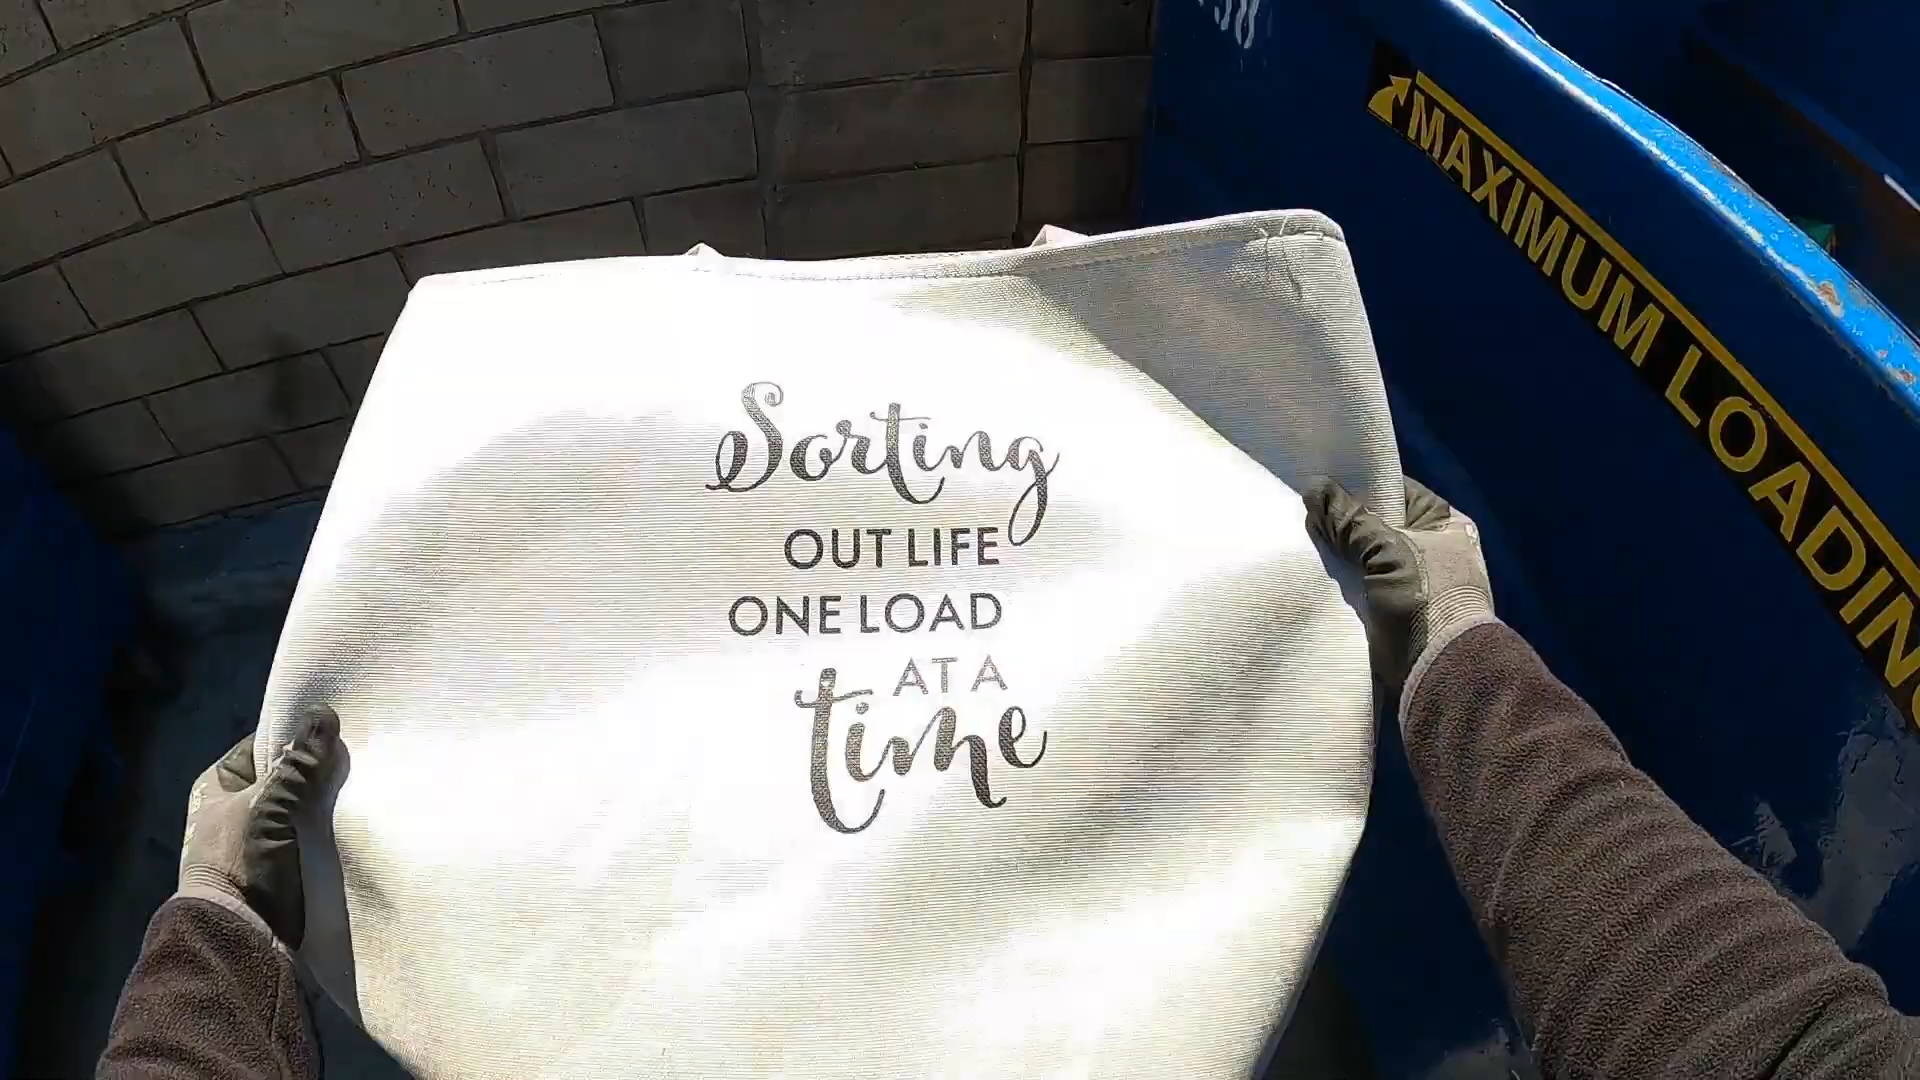 Sorting
OUT LIFE
ONE LOAD
AT A
time
MAXIMUM LOADING